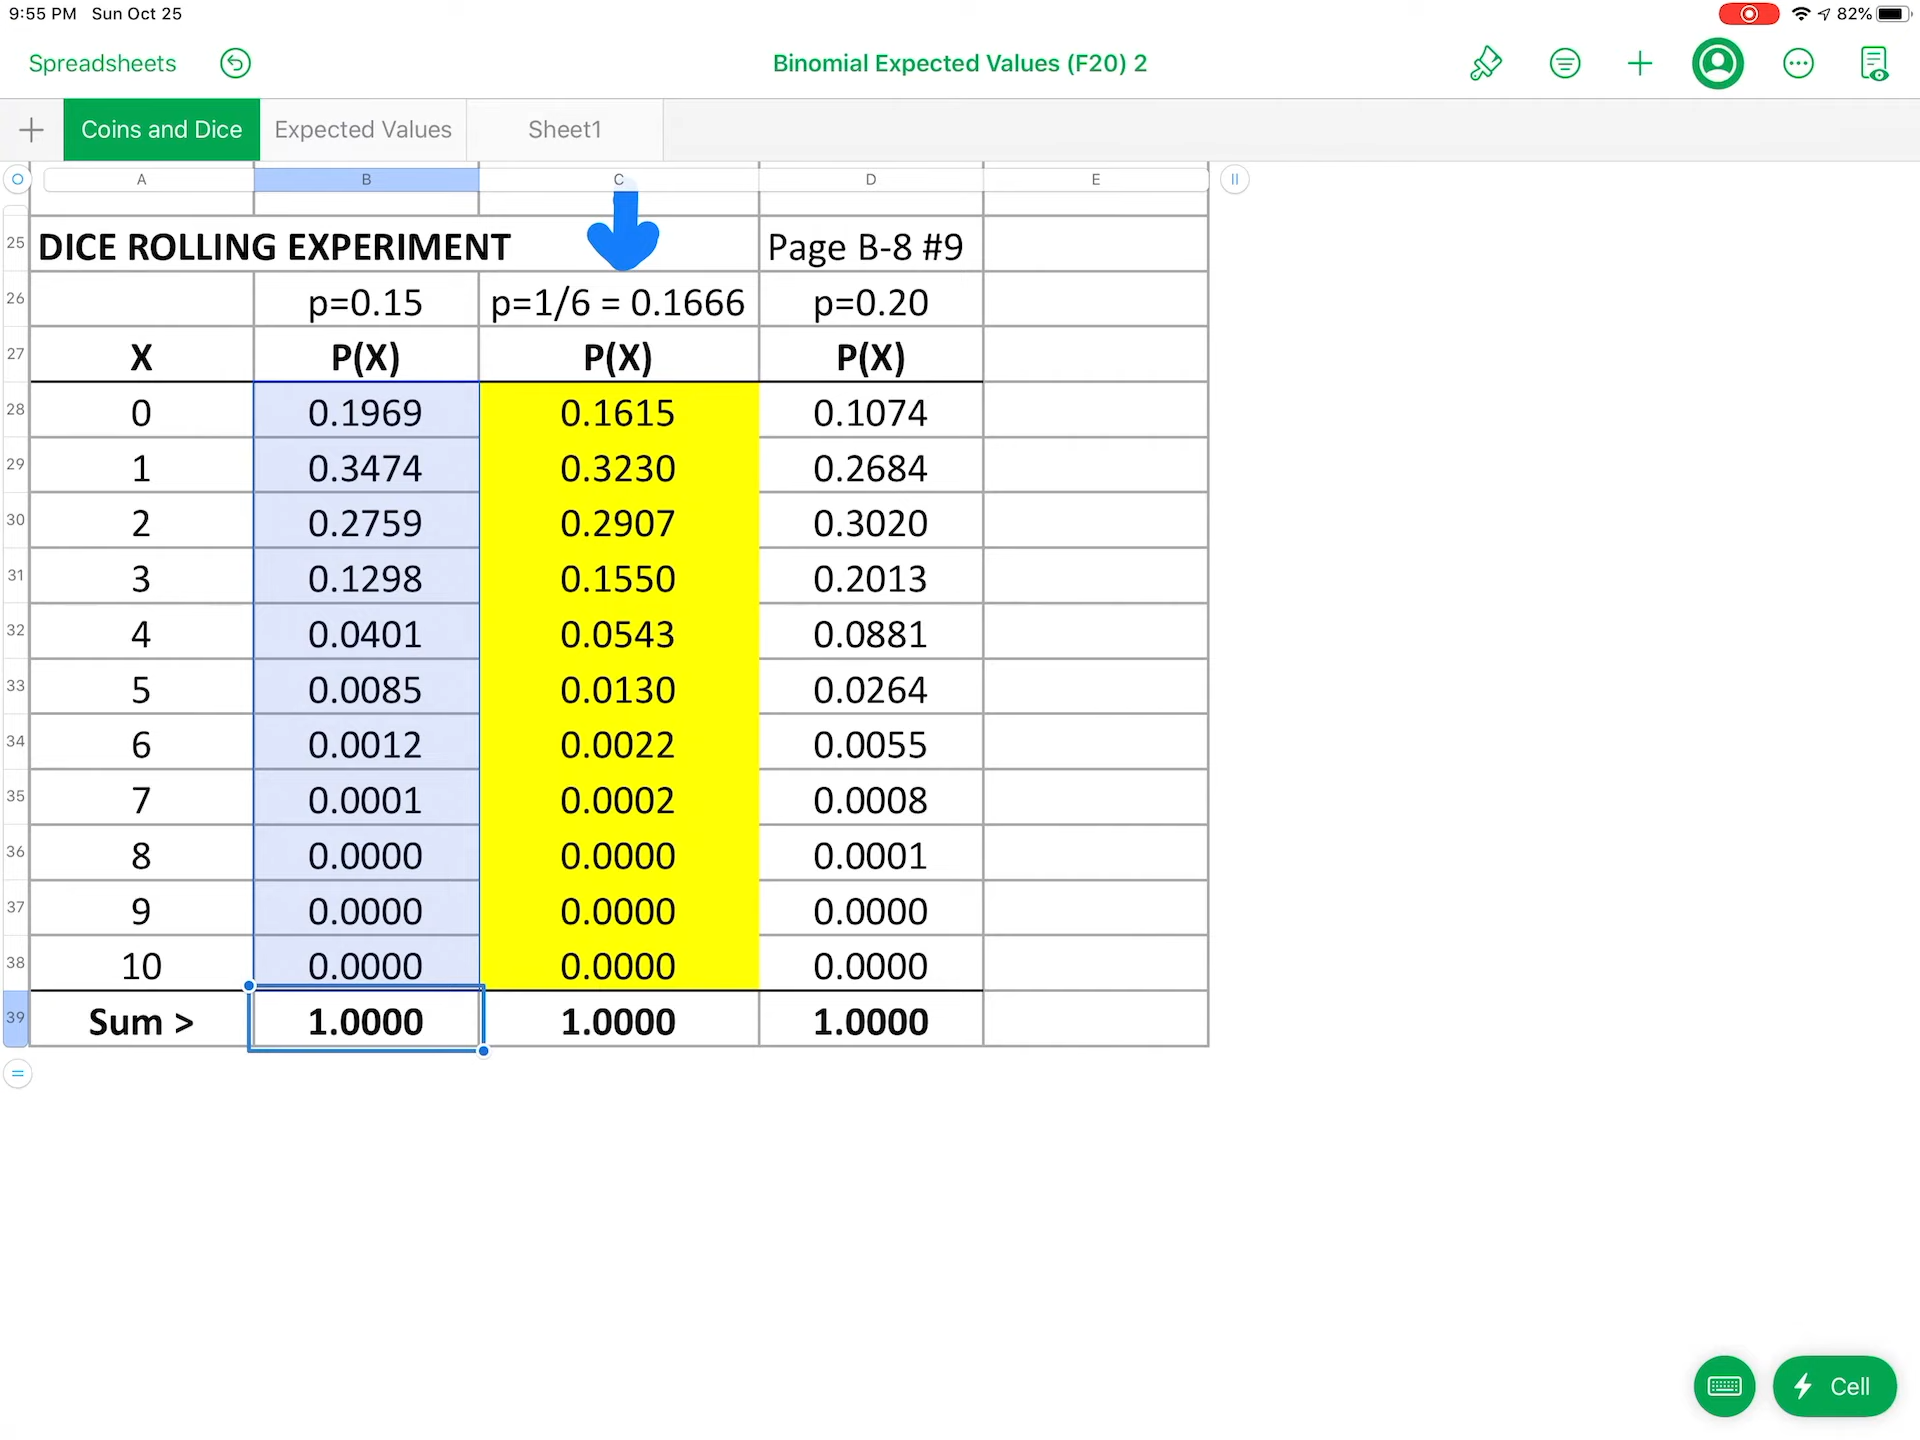 9:55 PM Sun Oct 25 82%
Spreadsheets Binomial Expected Values (F20) 2
Coins and Dice Expected Values Sheet1
A B C D E
25 DICE ROLLING EXPERIMENT Page B-8 #9
26 p=0.15 p=1/6 = 0.1666 p=0.20
27 X P(X) P(X) P(X)
28 0 0.1969 0.1615 0.1074
29 1 0.3474 0.3230 0.2684
30 2 0.2759 0.2907 0.3020
31 3 0.1298 0.1550 0.2013
32 4 0.0401 0.0543 0.0881
33 5 0.0085 0.0130 0.0264
34 6 0.0012 0.0022 0.0055
35 7 0.0001 0.0002 0.0008
36 8 0.0000 0.0000 0.0001
37 9 0.0000 0.0000 0.0000
38 10 0.0000 0.0000 0.0000
39 Sum > 1.0000 1.0000 1.0000
Cell